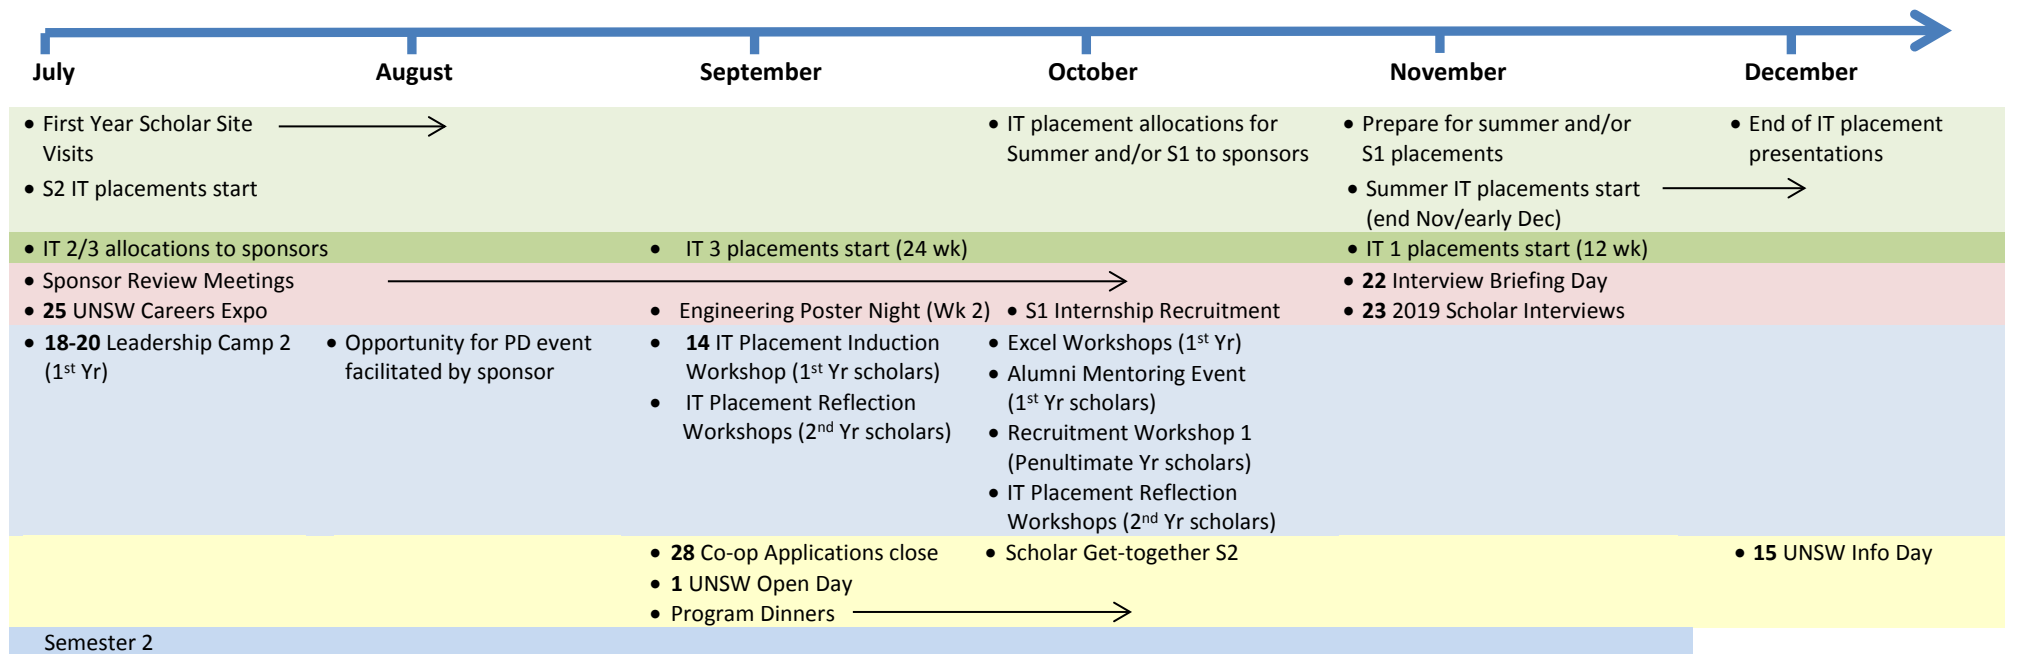 July August September October November December
• First Year Scholar Site
Visits
• S2 IT placements start
• IT placement allocations for
Summer and/or S1 to sponsors
• Prepare for summer and/or
S1 placements
• Summer IT placements start
(end Nov/early Dec)
• End of IT placement
presentations
• IT 2/3 allocations to sponsors
• IT 3 placements start (24 wk)
• IT 1 placements start (12 wk)
• Sponsor Review Meetings
• 25 UNSW Careers Expo
• Engineering Poster Night (Wk 2)
• S1 Internship Recruitment
• 22 Interview Briefing Day
• 23 2019 Scholar Interviews
• 18-20 Leadership Camp 2
(1st Yr)
• Opportunity for PD event
facilitated by sponsor
• 14 IT Placement Induction
Workshop (1st Yr scholars)
• IT Placement Reflection
Workshops (2nd Yr scholars)
• Excel Workshops (1st Yr)
• Alumni Mentoring Event
(1st Yr scholars)
• Recruitment Workshop 1
(Penultimate Yr scholars)
• IT Placement Reflection
Workshops (2nd Yr scholars)
• 28 Co-op Applications close
• 1 UNSW Open Day
• Program Dinners
• Scholar Get-together S2
• 15 UNSW Info Day
Semester 2